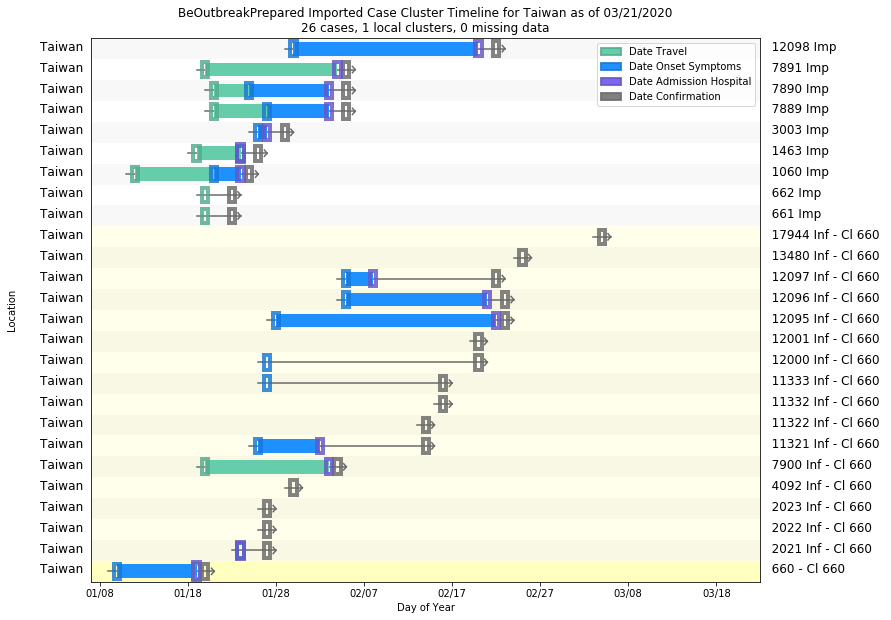 BeOutbreakPrepared Imported Case Cluster Timeline for Taiwan as of 03/21/2020
26 cases, 1 local clusters, 0 missing data
Date Travel
Date Onset Symptoms
Date Admission Hospital
Date Confirmation
Taiwan 12098 Imp
Taiwan 7891 Imp
Taiwan 7890 Imp
Taiwan 7889 Imp
Taiwan 3003 Imp
Taiwan 1463 Imp
Taiwan 1060 Imp
Taiwan 662 Imp
Taiwan 661 Imp
Taiwan 17944 Inf - Cl 660
Taiwan 13480 Inf - Cl 660
Taiwan 12097 Inf - Cl 660
Taiwan 12096 Inf - Cl 660
Taiwan 12095 Inf - Cl 660
Taiwan 12001 Inf - Cl 660
Taiwan 12000 Inf - Cl 660
Taiwan 11333 Inf - Cl 660
Taiwan 11332 Inf - Cl 660
Taiwan 11322 Inf - Cl 660
Taiwan 11321 Inf - Cl 660
Taiwan 7900 Inf - Cl 660
Taiwan 4092 Inf - Cl 660
Taiwan 2023 Inf - Cl 660
Taiwan 2022 Inf - Cl 660
Taiwan 2021 Inf - Cl 660
Taiwan 660 - Cl 660
Location
01/08 01/18 01/28 02/07 02/17 02/27 03/08 03/18
Day of Year